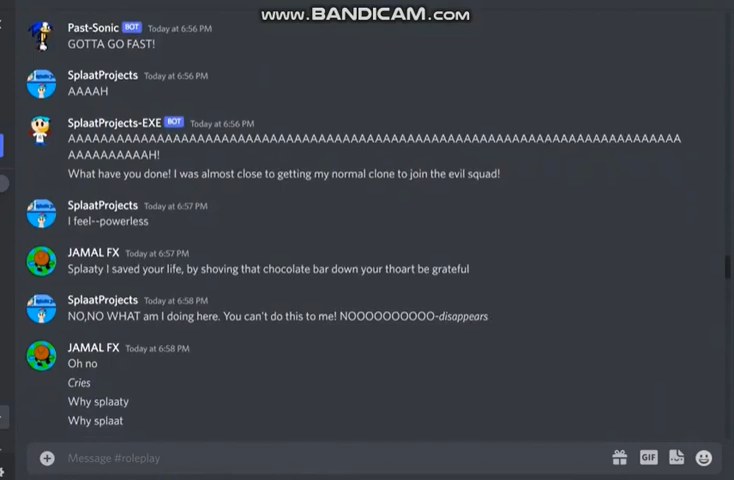 www.BANDICAM.com
Past-Sonic BOT Today at 6:56 PM
GOTTA GO FAST!
SplaatProjects Today at 6:56 PM
AAAAH
SplaatProjects-EXE BOT Today at 6:56 PM
AAAAAAAAAAAAAAAAAAAAAAAAAAAAAAAAAAAAAAAAAAAAAAAAAAAAAAAAAAAAAAAAAAAAAAAAAAAA
AAAAAAAAAAH!
What have you done! I was almost close to getting my normal clone to join the evil squad!
SplaatProjects Today at 6:57 PM
I feel--powerless
JAMAL FX Today at 6:57 PM
Splaaty I saved your life, by shoving that chocolate bar down your thoart be grateful
SplaatProjects Today at 6:58 PM
NO,NO WHAT am I doing here. You can't do this to me! NOOOOOOOOOO-disappears
JAMAL FX Today at 6:58 PM
Oh no
Cries
Why splaaty
Why splaat
Message #roleplay
GIF